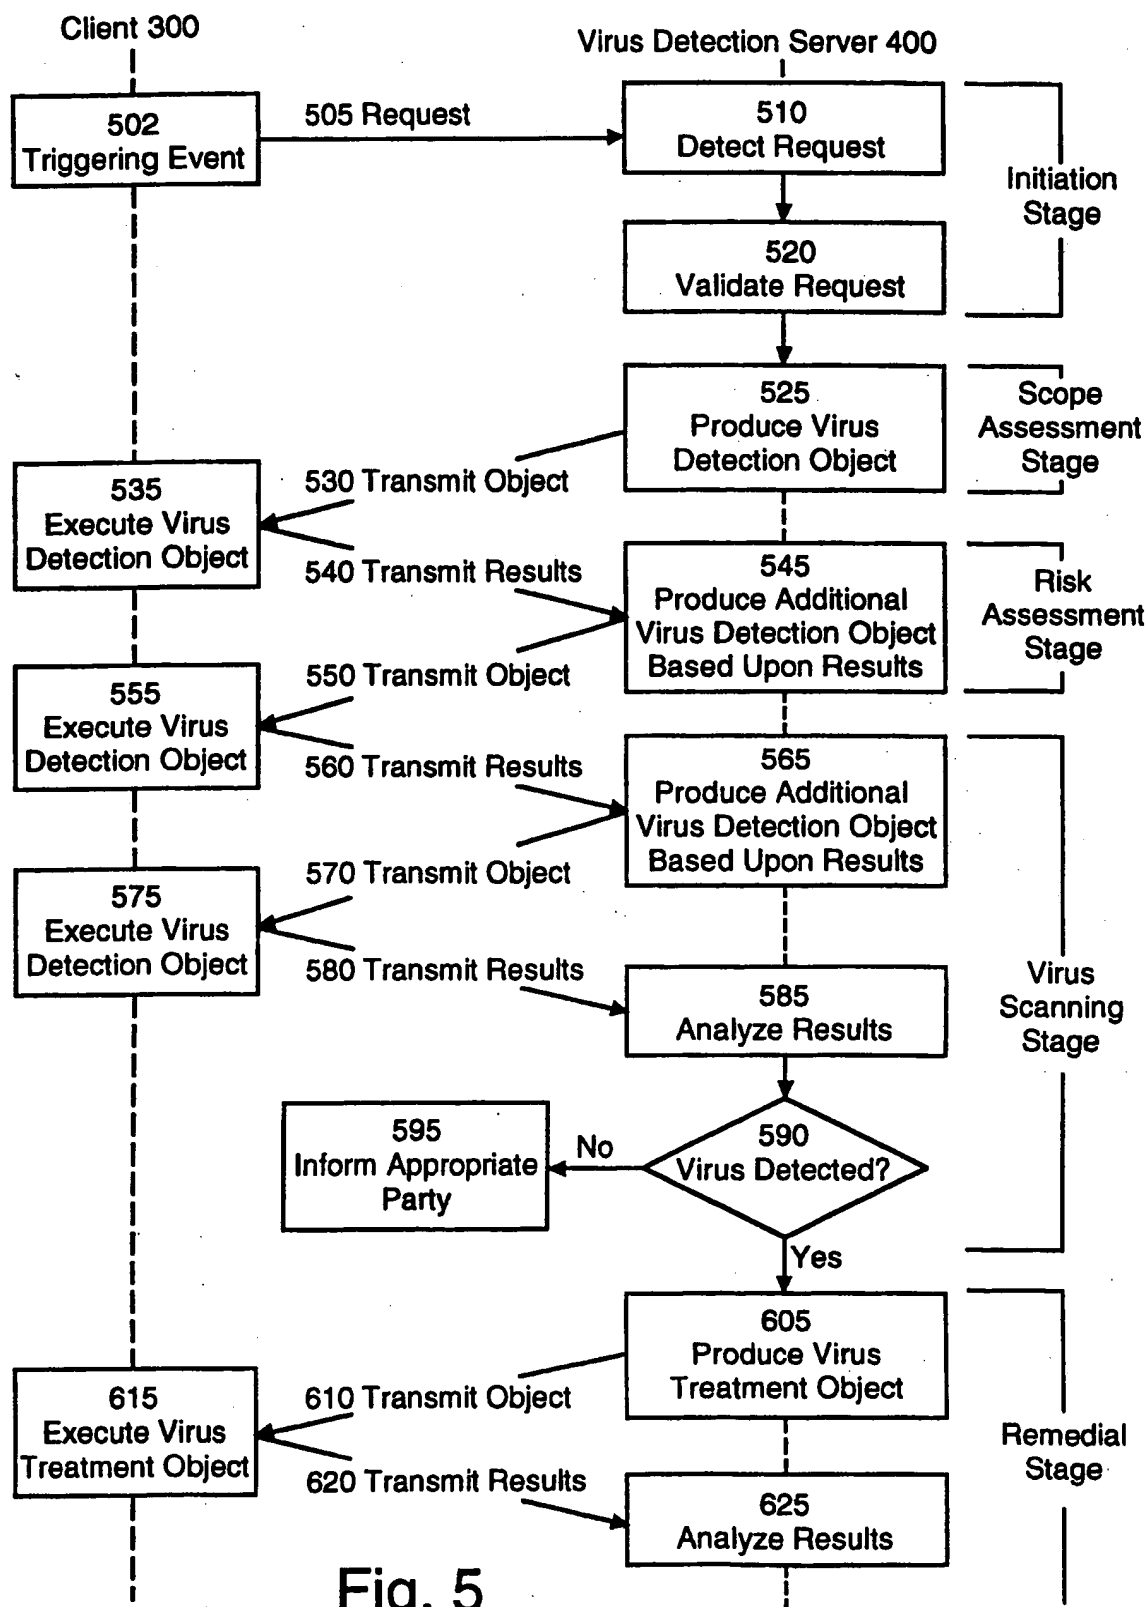 Client 300
Virus Detection Server 400
502
Triggering Event
505 Request
510
Detect Request
Initiation
Stage
520
Validate Request
525
Produce Virus
Detection Object
Scope
Assessment
Stage
530 Transmit Object
535
Execute Virus
Detection Object
540 Transmit Results
545
Produce Additional
Virus Detection Object
Based Upon Results
Risk
Assessment
Stage
550 Transmit Object
555
Execute Virus
Detection Object
560 Transmit Results
565
Produce Additional
Virus Detection Object
Based Upon Results
570 Transmit Object
575
Execute Virus
Detection Object
580 Transmit Results
585
Analyze Results
Virus
Scanning
Stage
590
Virus Detected?
No
595
Inform Appropriate
Party
Yes
605
Produce Virus
Treatment Object
610 Transmit Object
615
Execute Virus
Treatment Object
620 Transmit Results
625
Analyze Results
Remedial
Stage
Fig. 5